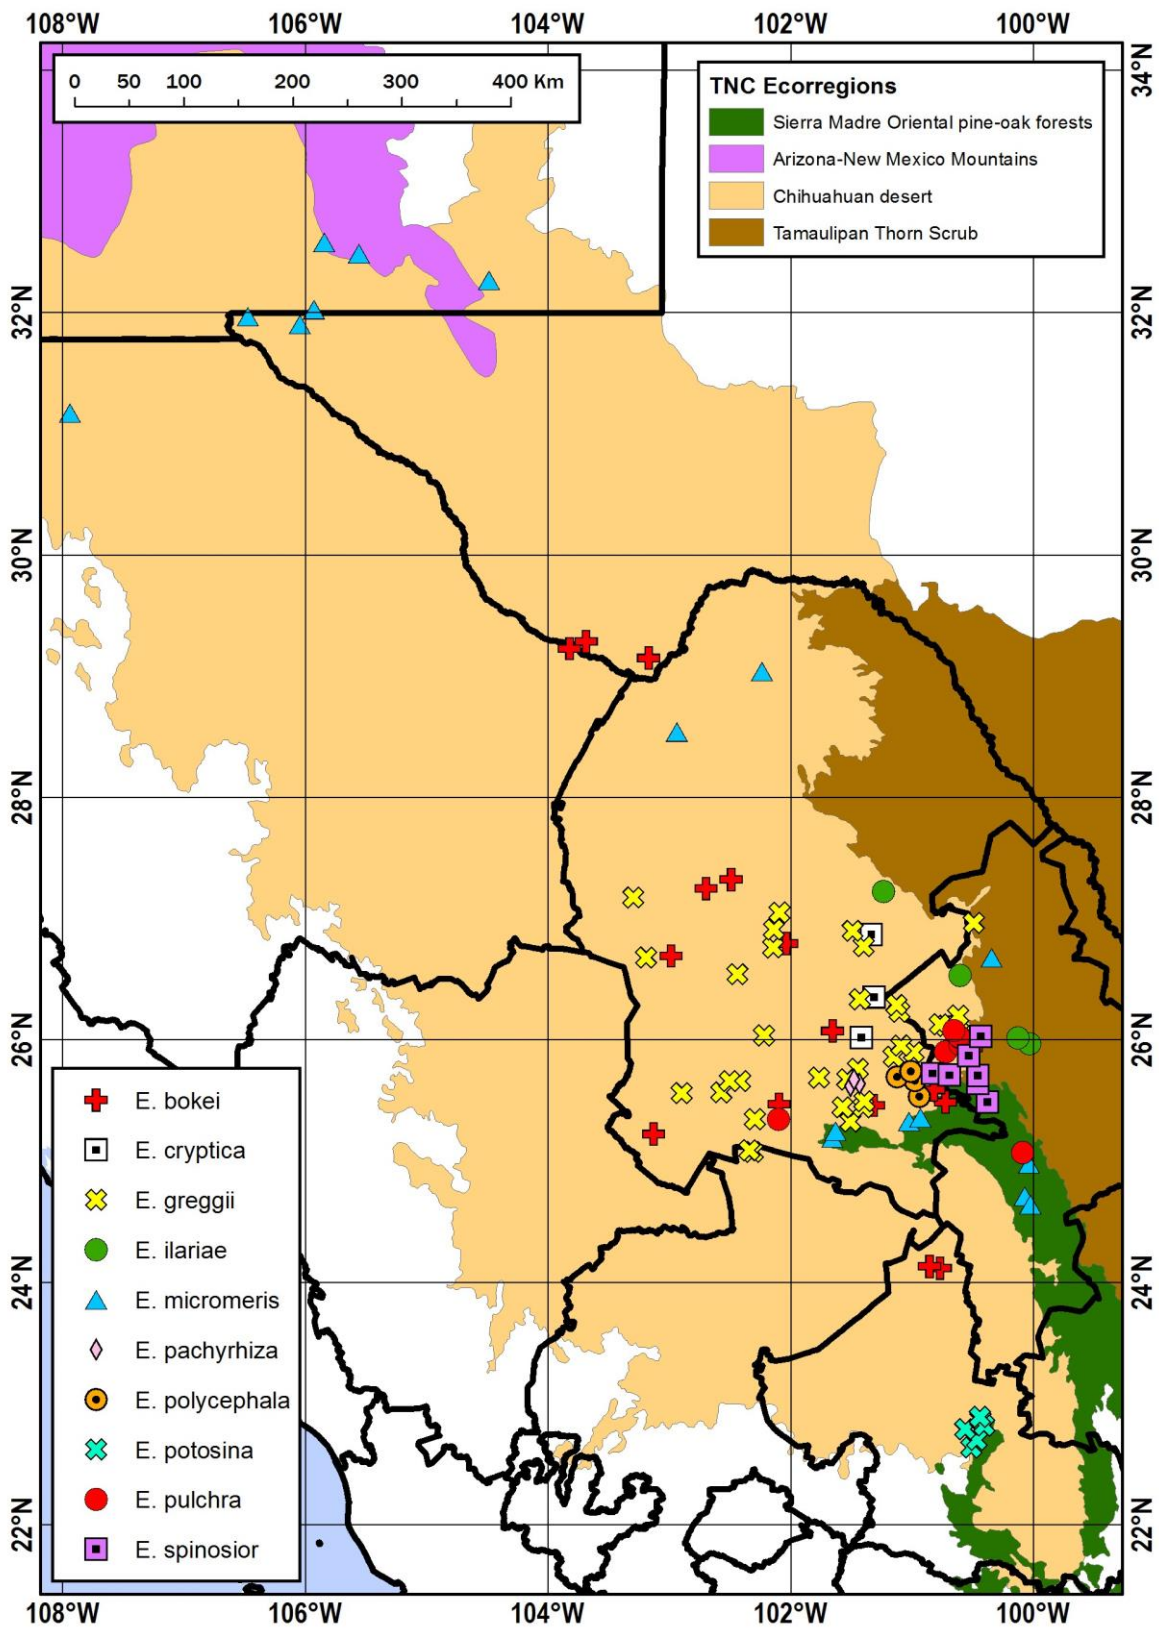 108°W 106°W 104°W 102°W 100°W
0 50 100 200 300 400 Km
TNC Ecorregions
Sierra Madre Oriental pine-oak forests
Arizona-New Mexico Mountains
Chihuahuan desert
Tamaulipan Thorn Scrub
34°N
32°N 32°N
30°N 30°N
28°N 28°N
26°N 26°N
24°N 24°N
22°N 22°N
E. bokei
E. cryptica
E. greggii
E. ilariae
E. micromeris
E. pachyrhiza
E. polycephala
E. potosina
E. pulchra
E. spinosior
108°W 106°W 104°W 102°W 100°W